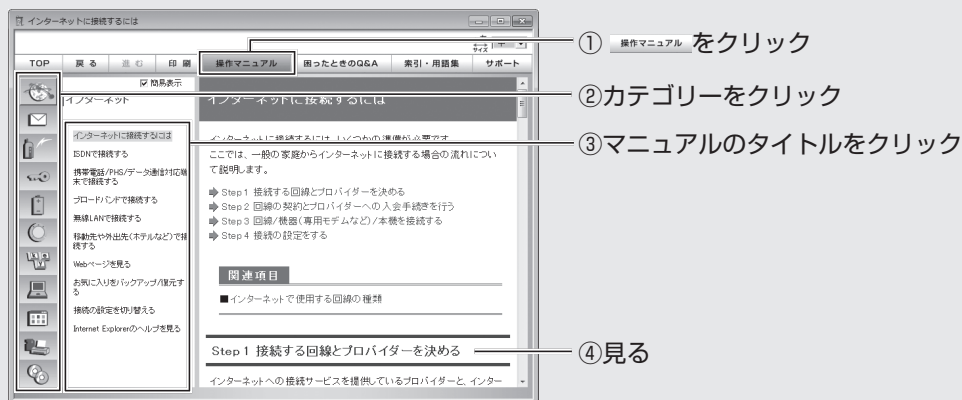 インターネットに接続するには
サイズ 中
TOP 戻る 進む 印刷 操作マニュアル 困ったときのQ&A 索引・用語集 サポート
簡易表示
インターネット
インターネットに接続するには
ISDNで接続する
携帯電話/PHS/データ通信対応端
末で接続する
ブロードバンドで接続する
無線LANで接続する
移動先や外出先(ホテルなど)で接
続する
Webページを見る
お気に入りをバックアップ/復元す
る
接続の設定を切り替える
Internet Explorerのヘルプを見る
インターネットに接続するには
インターネットに接続するには、いくつかの準備が必要です。
ここでは、一般の家庭からインターネットに接続する場合の流れについ
て説明します。
Step1 接続する回線とプロバイダーを決める
Step2 回線の契約とプロバイダーへの入会手続きを行う
Step3 回線/機器(専用モデムなど)/本機を接続する
Step4 接続の設定をする
関連項目
■インターネットで使用する回線の種類
Step1 接続する回線とプロバイダーを決める
インターネットへの接続サービスを提供しているプロバイダーと、インター
① 操作マニュアル をクリック
②カテゴリーをクリック
③マニュアルのタイトルをクリック
④見る